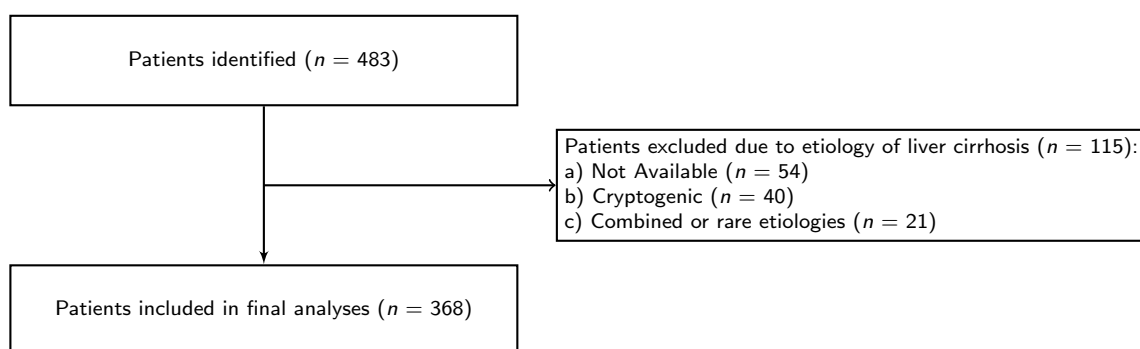 Patients identified (n = 483)
Patients excluded due to etiology of liver cirrhosis (n = 115):
a) Not Available (n = 54)
b) Cryptogenic (n = 40)
c) Combined or rare etiologies (n = 21)
Patients included in final analyses (n = 368)